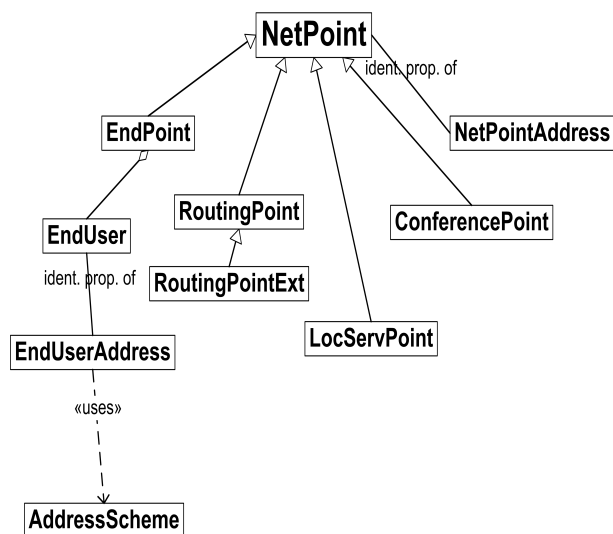 NetPoint
ident. prop. of
EndPoint
NetPointAddress
RoutingPoint
ConferencePoint
EndUser
ident. prop. of
RoutingPointExt
LocServPoint
EndUserAddress
«uses»
AddressScheme